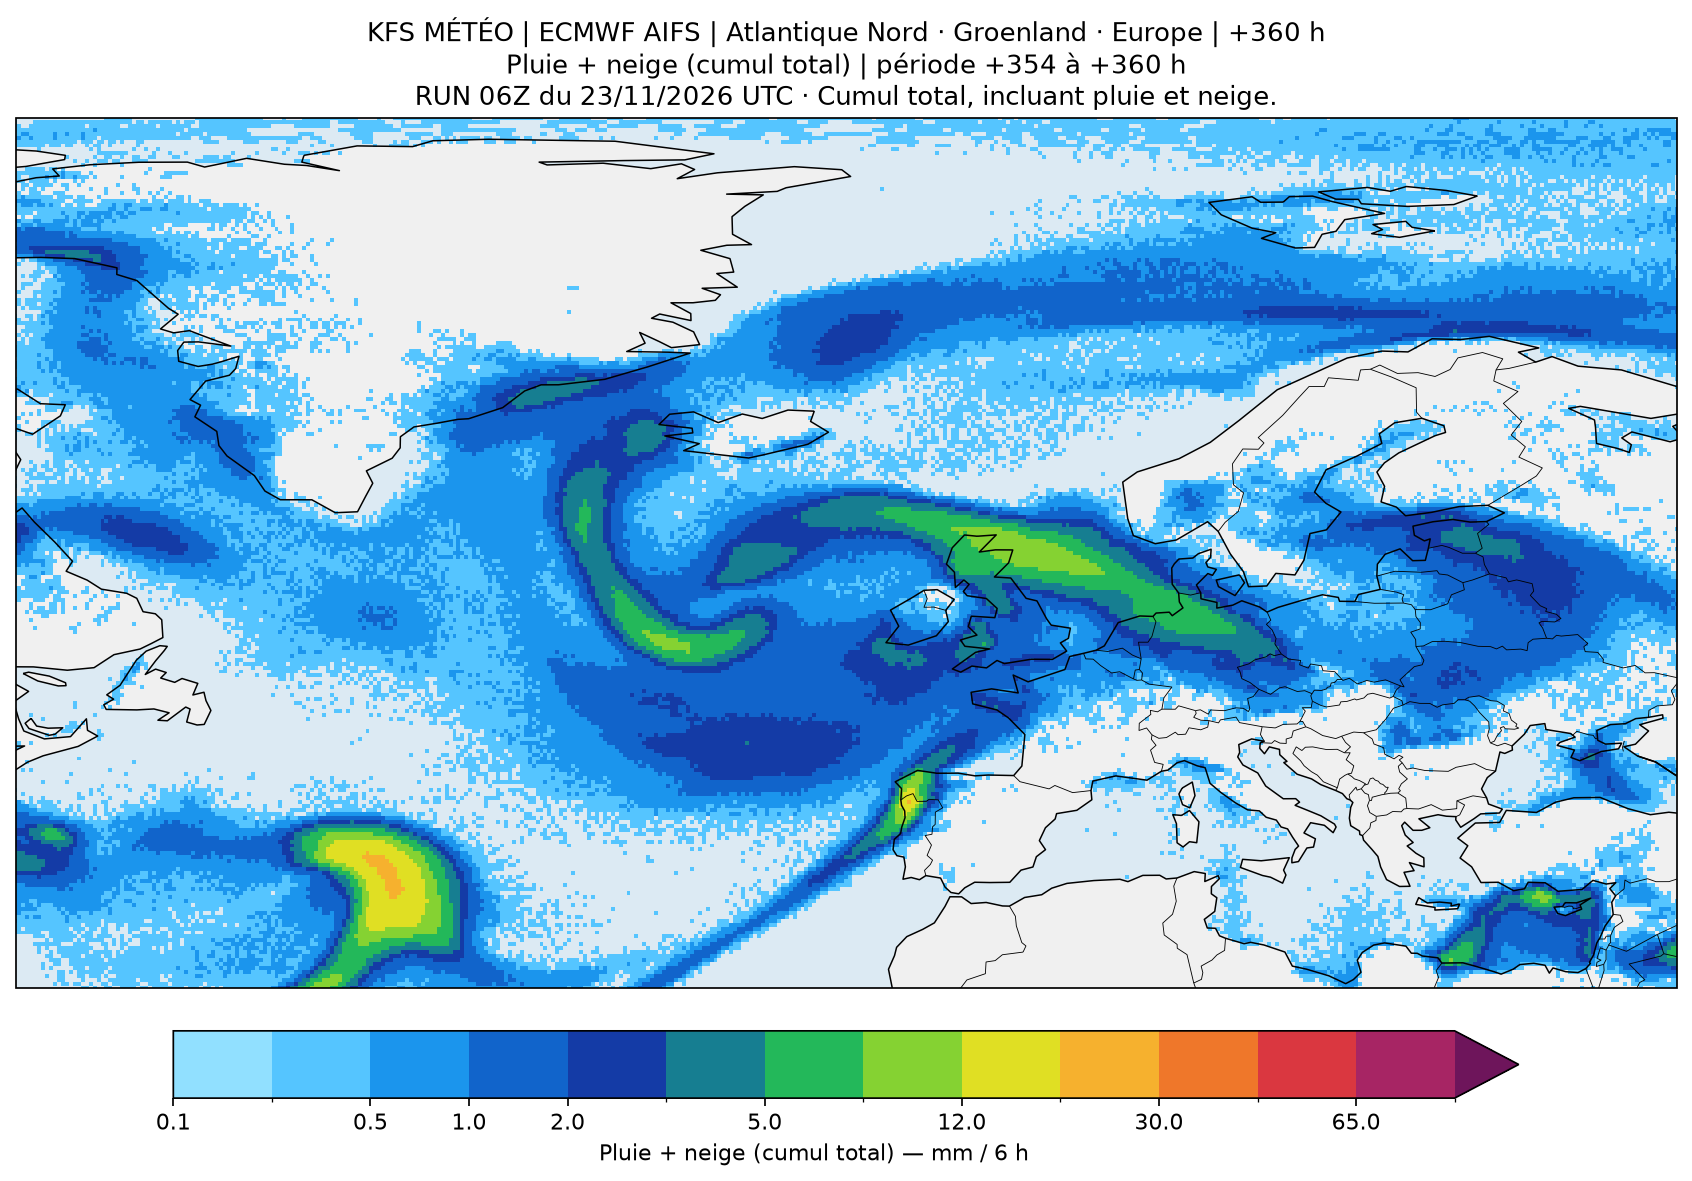 KFS MÉTÉO | ECMWF AIFS | Atlantique Nord · Groenland · Europe | +360 h
Pluie + neige (cumul total) | période +354 à +360 h
RUN 06Z du 23/11/2026 UTC · Cumul total, incluant pluie et neige.
0.1 0.5 1.0 2.0 5.0 12.0 30.0 65.0
Pluie + neige (cumul total) — mm / 6 h